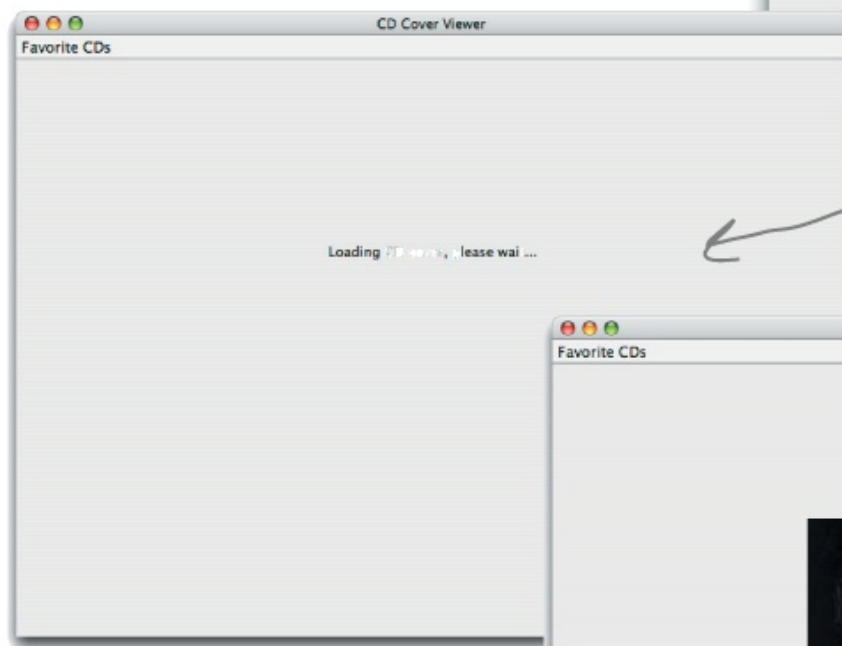 CD Cover Viewer
Favorite CDs
Loading , lease wai ...
Favorite CDs